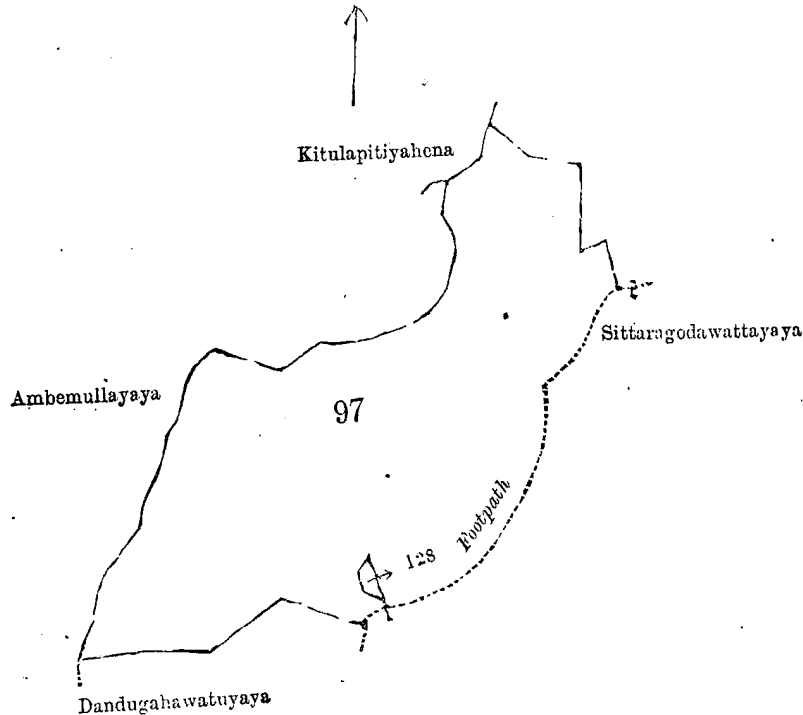 Kitulapitiyahena
Sittaragodawattayaya
Ambemullayaya
97
Footpath
128
Dandugahawatuyaya